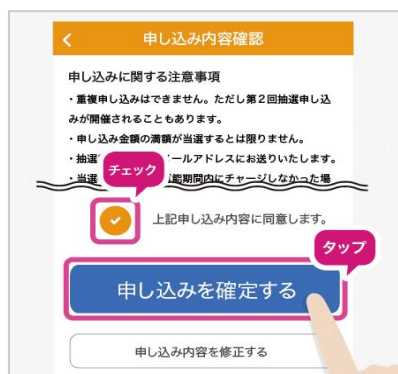 申し込み内容確認
申し込みに関する注意事項
・重複申し込みはできません。ただし第2回抽選申し込
みが開催されることもあります。
・申し込み金額の満額が当選するとは限りません。
・抽選 ールアドレスにお送りいたします。
チェック
・当選 能期間内にチャージしなかった場
上記申し込み内容に同意します。
タップ
申し込みを確定する
申し込み内容を修正する